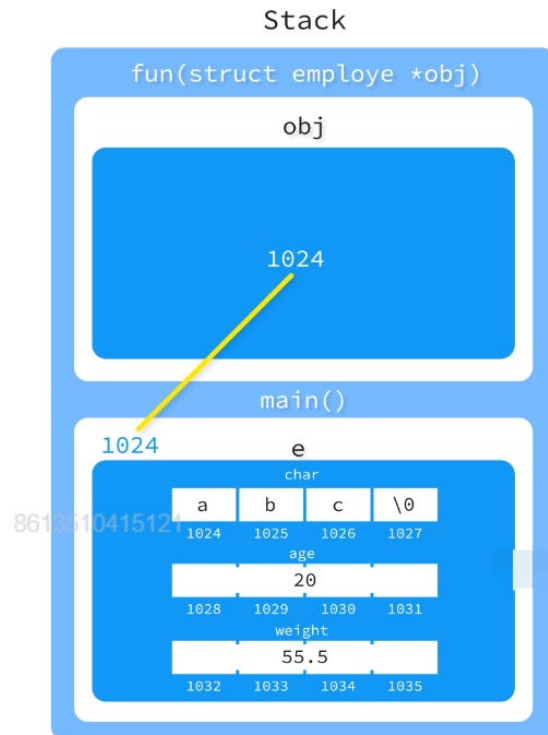 Stack
fun(struct employe *obj)
obj
1024
main()
1024
e
char
a b c \0
8613510415121
1024 1025 1026 1027
age
20
1028 1029 1030 1031
weight
55.5
1032 1033 1034 1035